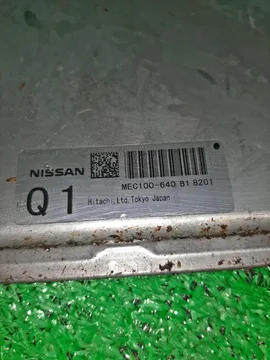 NISSAN
MEC100-640 B1 8201
Q1
Hitachi,Ltd.Tokyo Japan